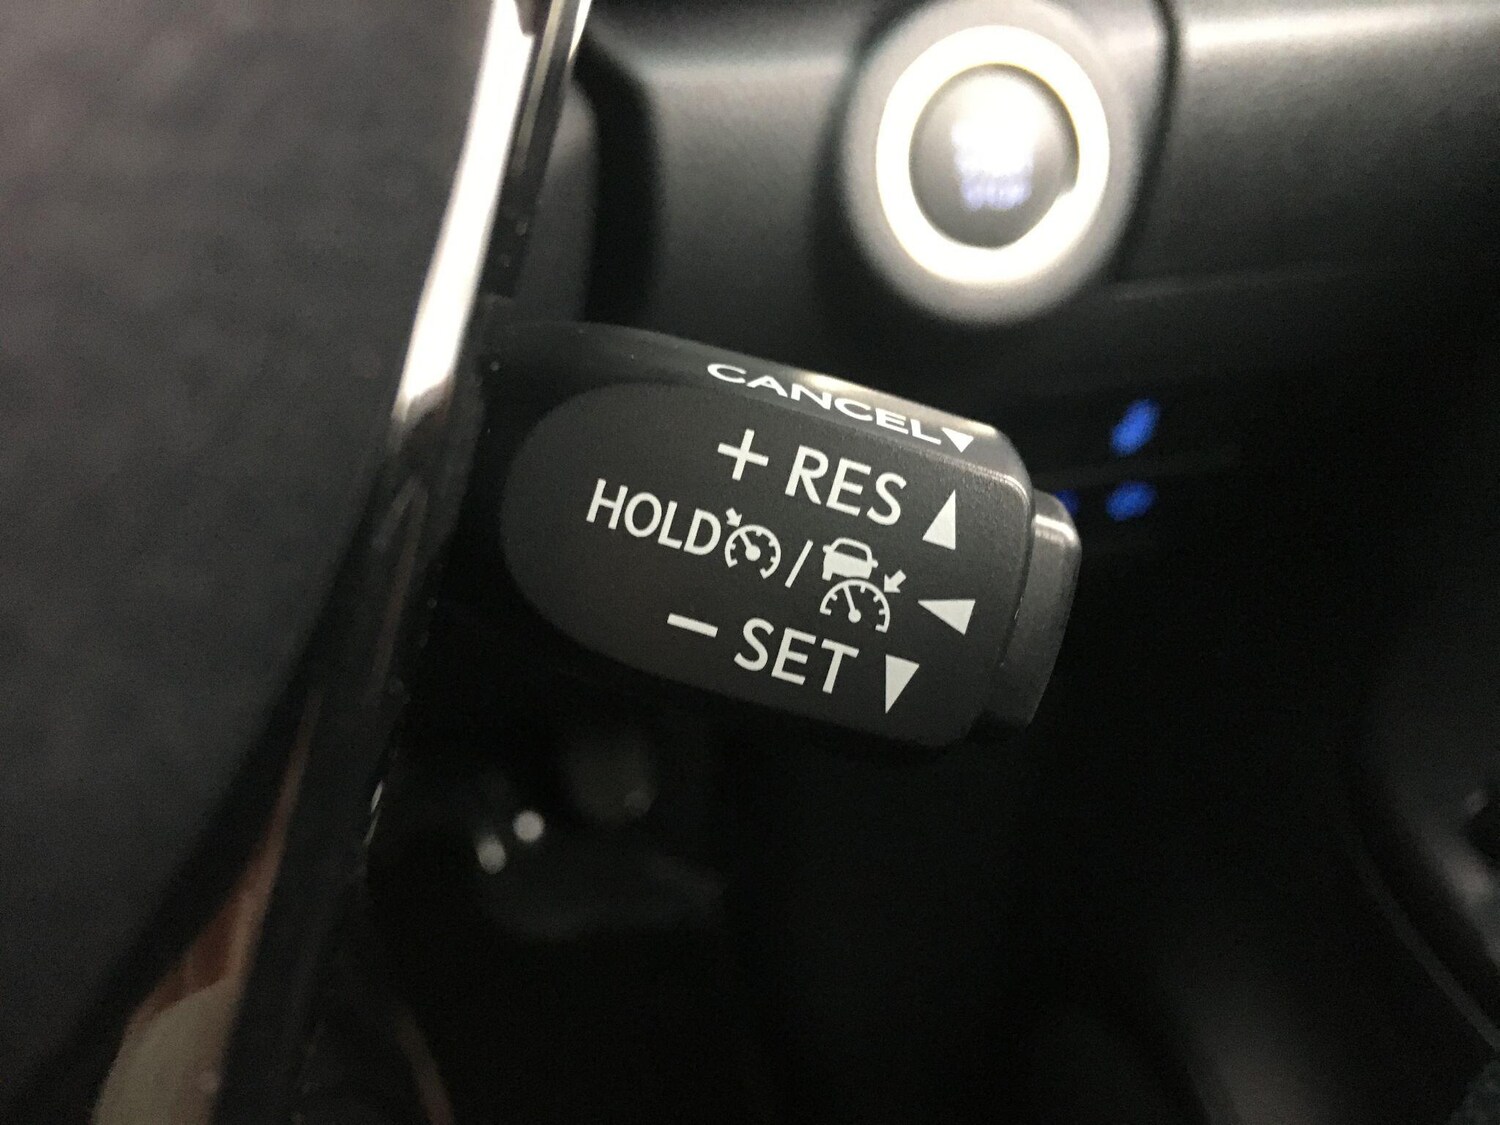 CANCEL▼
+ RES ▲
HOLD / ◀
- SET ▼